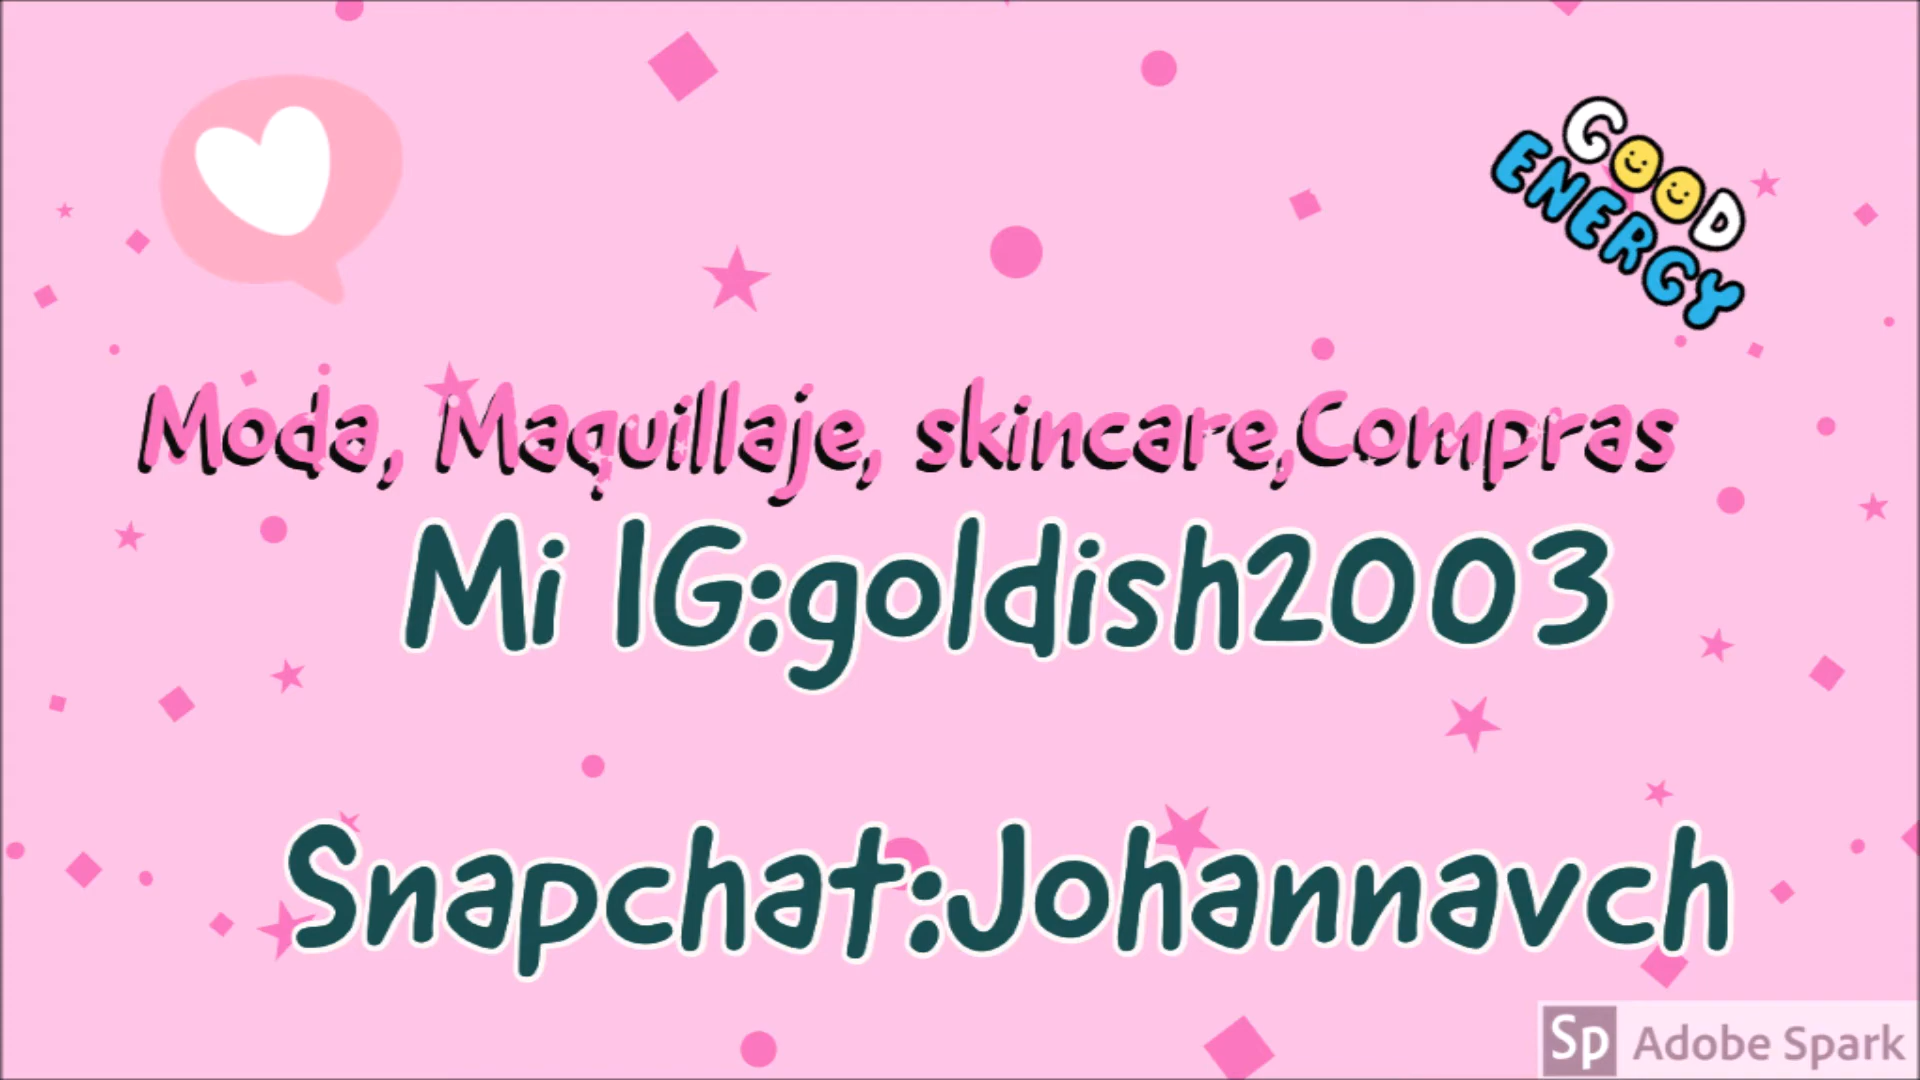 GOOD
ENERGY
Moda, Maquillaje, skincare,Compras
Mi IG:goldish2003
Snapchat:Johannavch
Sp Adobe Spark